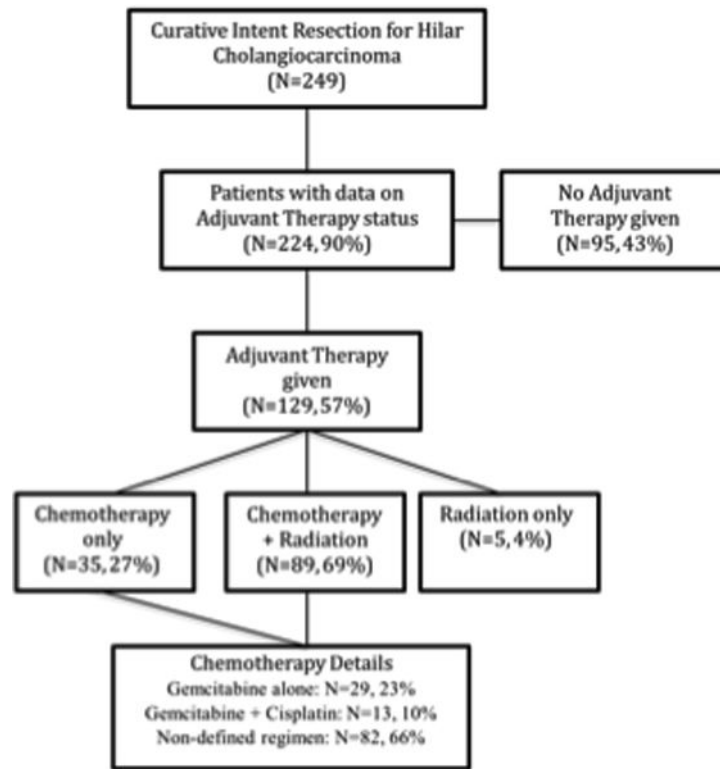 Curative Intent Resection for Hilar
Cholangiocarcinoma
(N=249)
Patients with data on
Adjuvant Therapy status
(N=224,90%)
No Adjuvant
Therapy given
(N=95,43%)
Adjuvant Therapy
given
(N=129,57%)
Chemotherapy
only
(N=35,27%)
Chemotherapy
+ Radiation
(N=89,69%)
Radiation only
(N=5,4%)
Chemotherapy Details
Gemcitabine alone: N=29, 23%
Gemcitabine + Cisplatin: N=13, 10%
Non-defined regimen: N=82, 66%